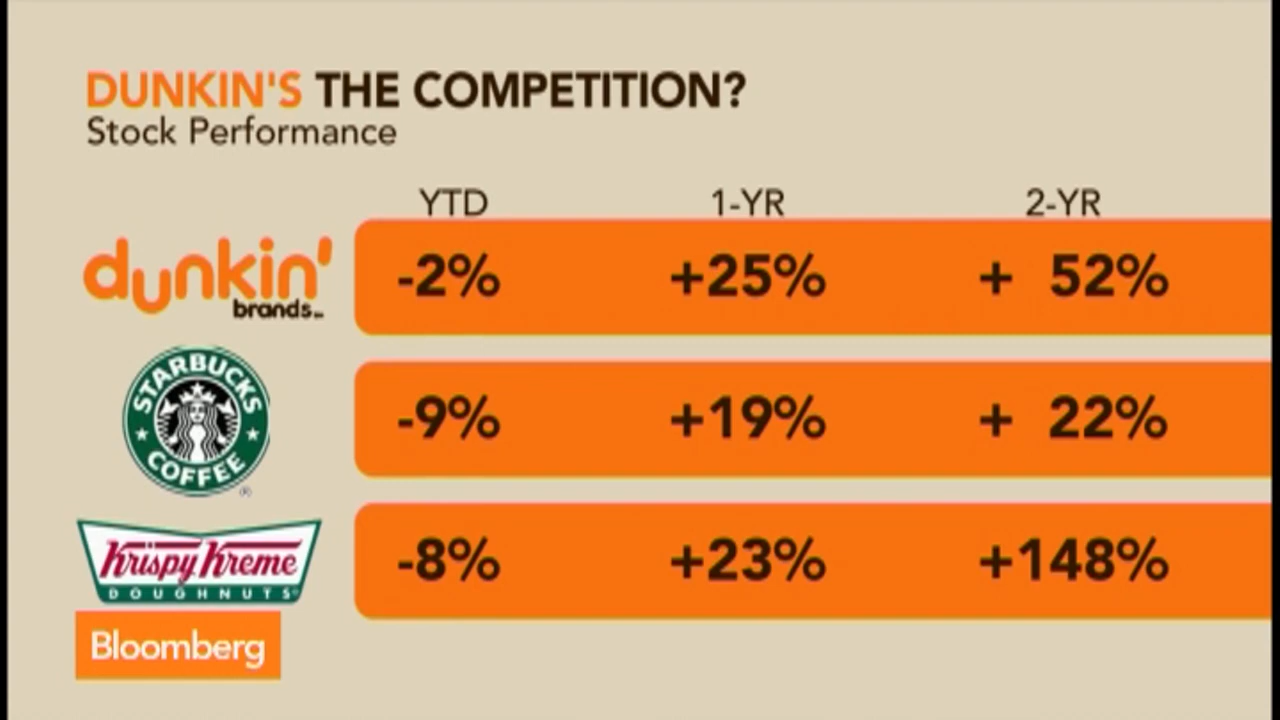 DUNKIN'S THE COMPETITION?
Stock Performance
YTD 1-YR 2-YR
dunkin' brands
-2% +25% + 52%
STARBUCKS COFFEE
-9% +19% + 22%
Krispy Kreme DOUGHNUTS
-8% +23% +148%
Bloomberg